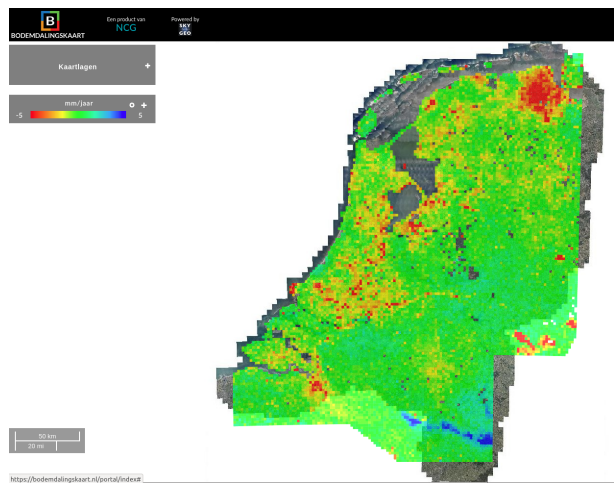 B
BODEMDALINGSKAART
Een product van
NCG
Powered by
SKY
GEO
Kaartlagen
+
mm/jaar
+
-5
5
50 km
20 mi
https://bodemdalingskaart.nl/portal/index#